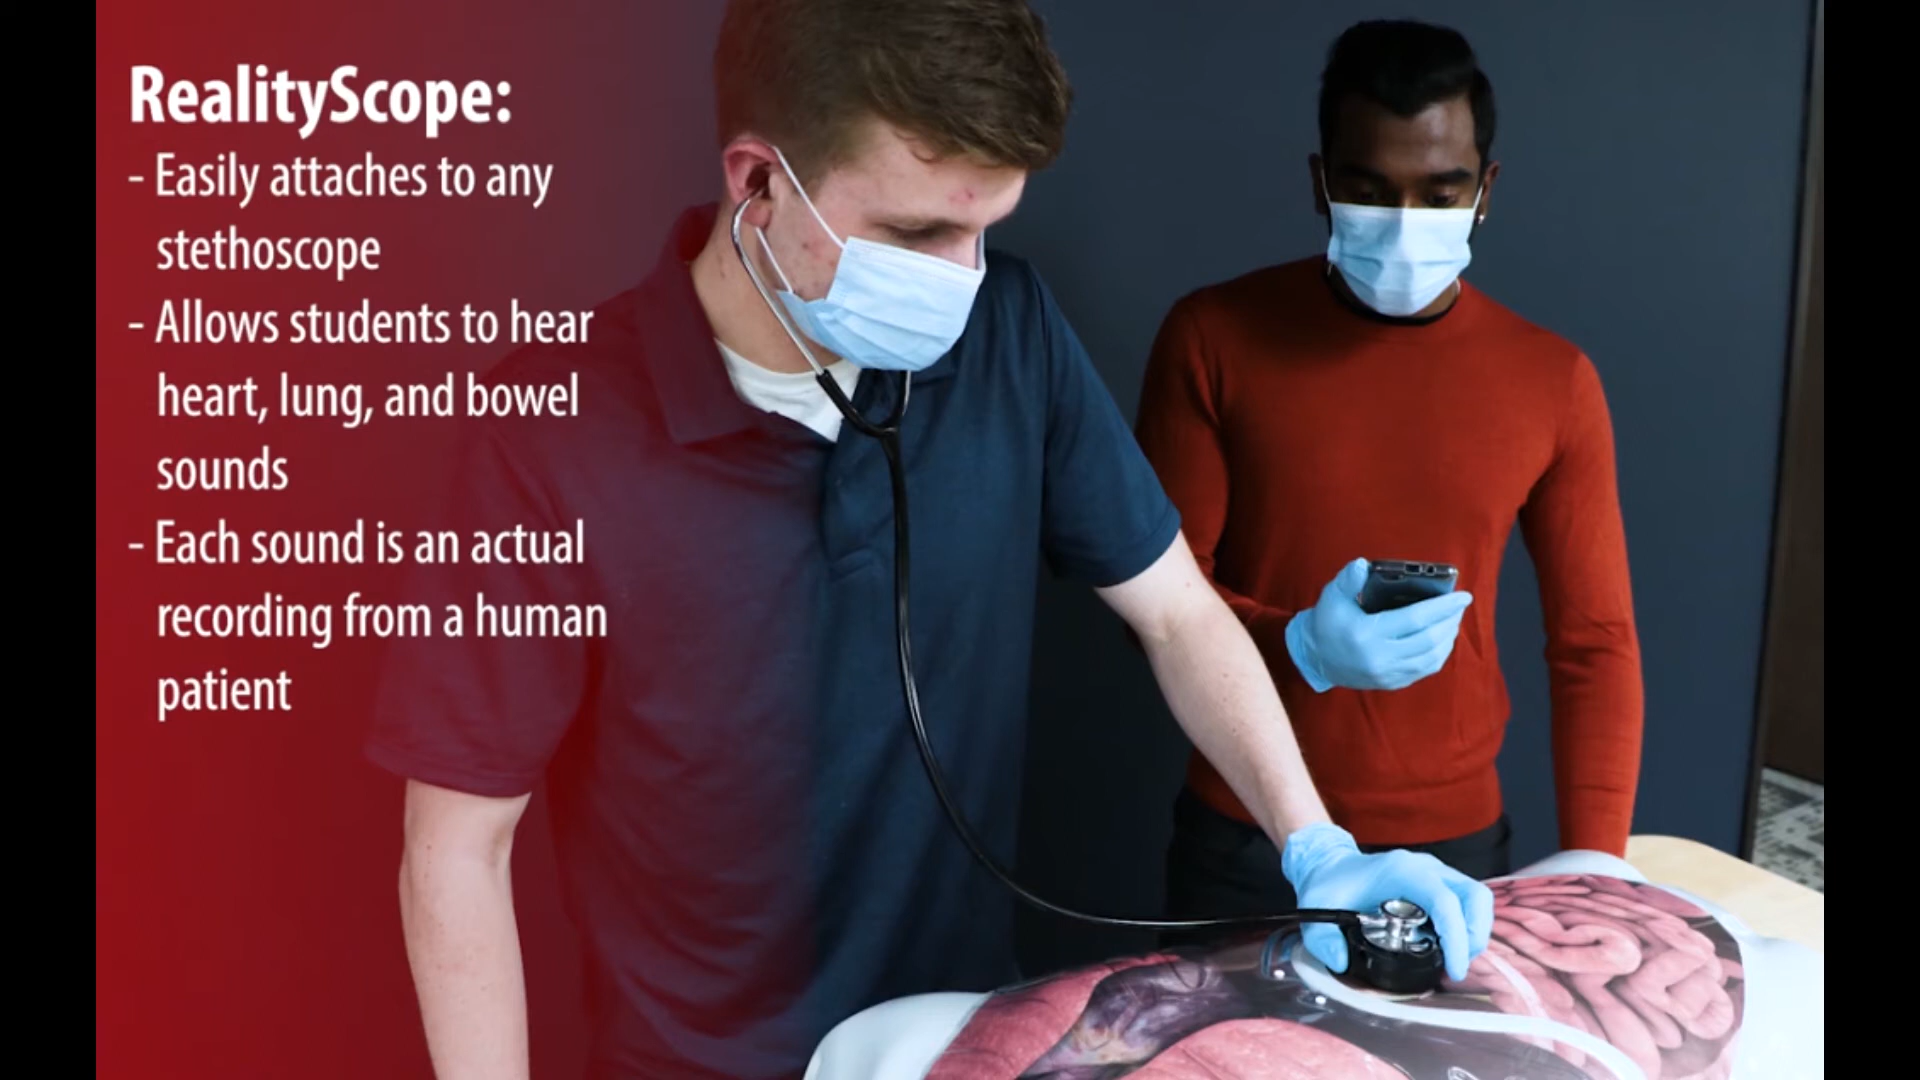 RealityScope:
- Easily attaches to any
stethoscope
- Allows students to hear
heart, lung, and bowel
sounds
- Each sound is an actual
recording from a human
patient